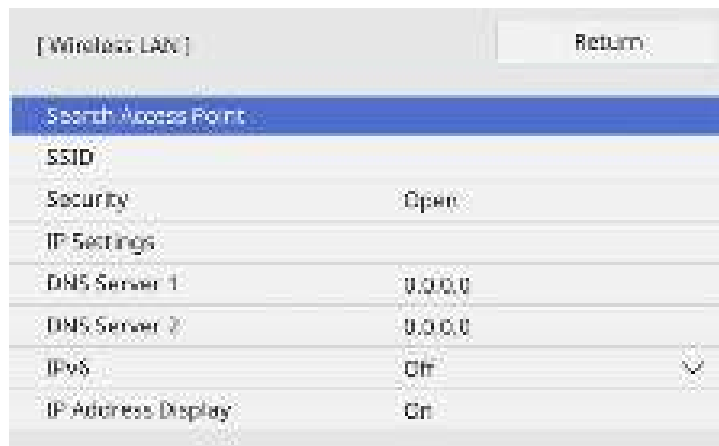 [ Wireless LAN ]
Return
Search Access Point
SSID
Security Open
IP Settings
DNS Server 1 0.0.0.0
DNS Server 2 0.0.0.0
IPv6 Off
IP Address Display On